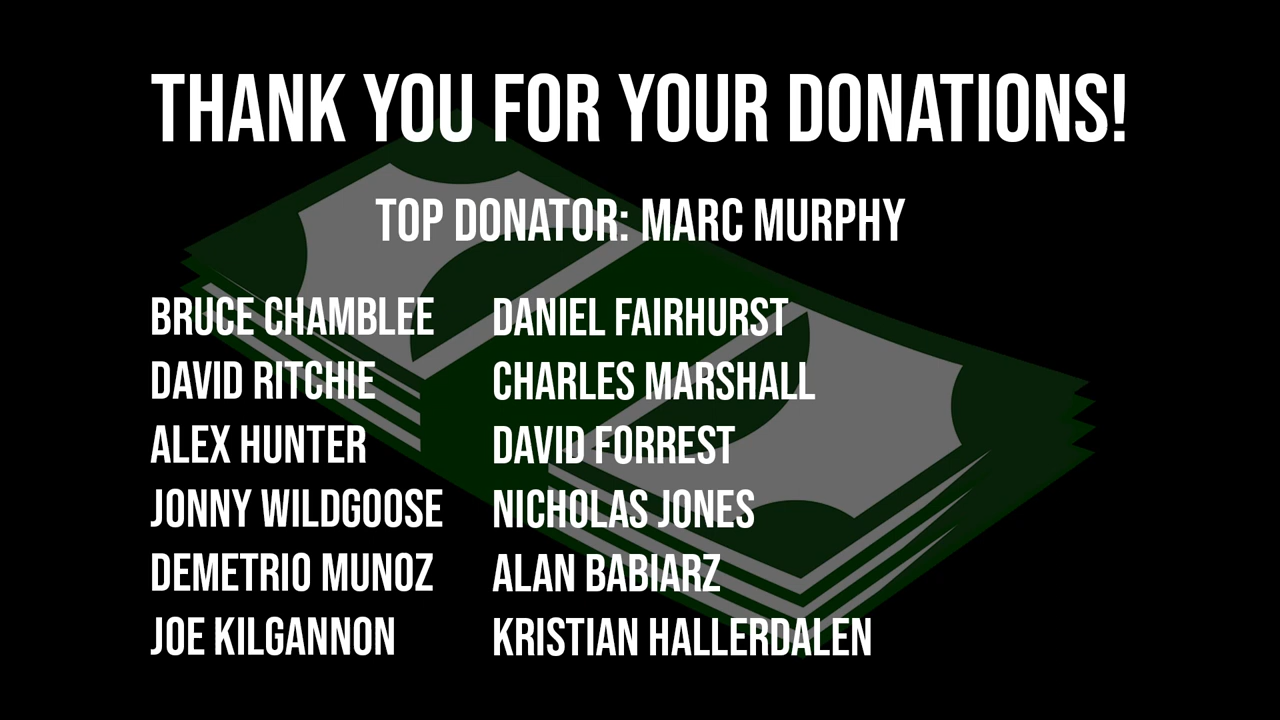 THANK YOU FOR YOUR DONATIONS!
TOP DONATOR: MARC MURPHY
BRUCE CHAMBLEE
DAVID RITCHIE
ALEX HUNTER
JONNY WILDGOOSE
DEMETRIO MUNOZ
JOE KILGANNON
DANIEL FAIRHURST
CHARLES MARSHALL
DAVID FORREST
NICHOLAS JONES
ALAN BABIARZ
KRISTIAN HALLERDALEN